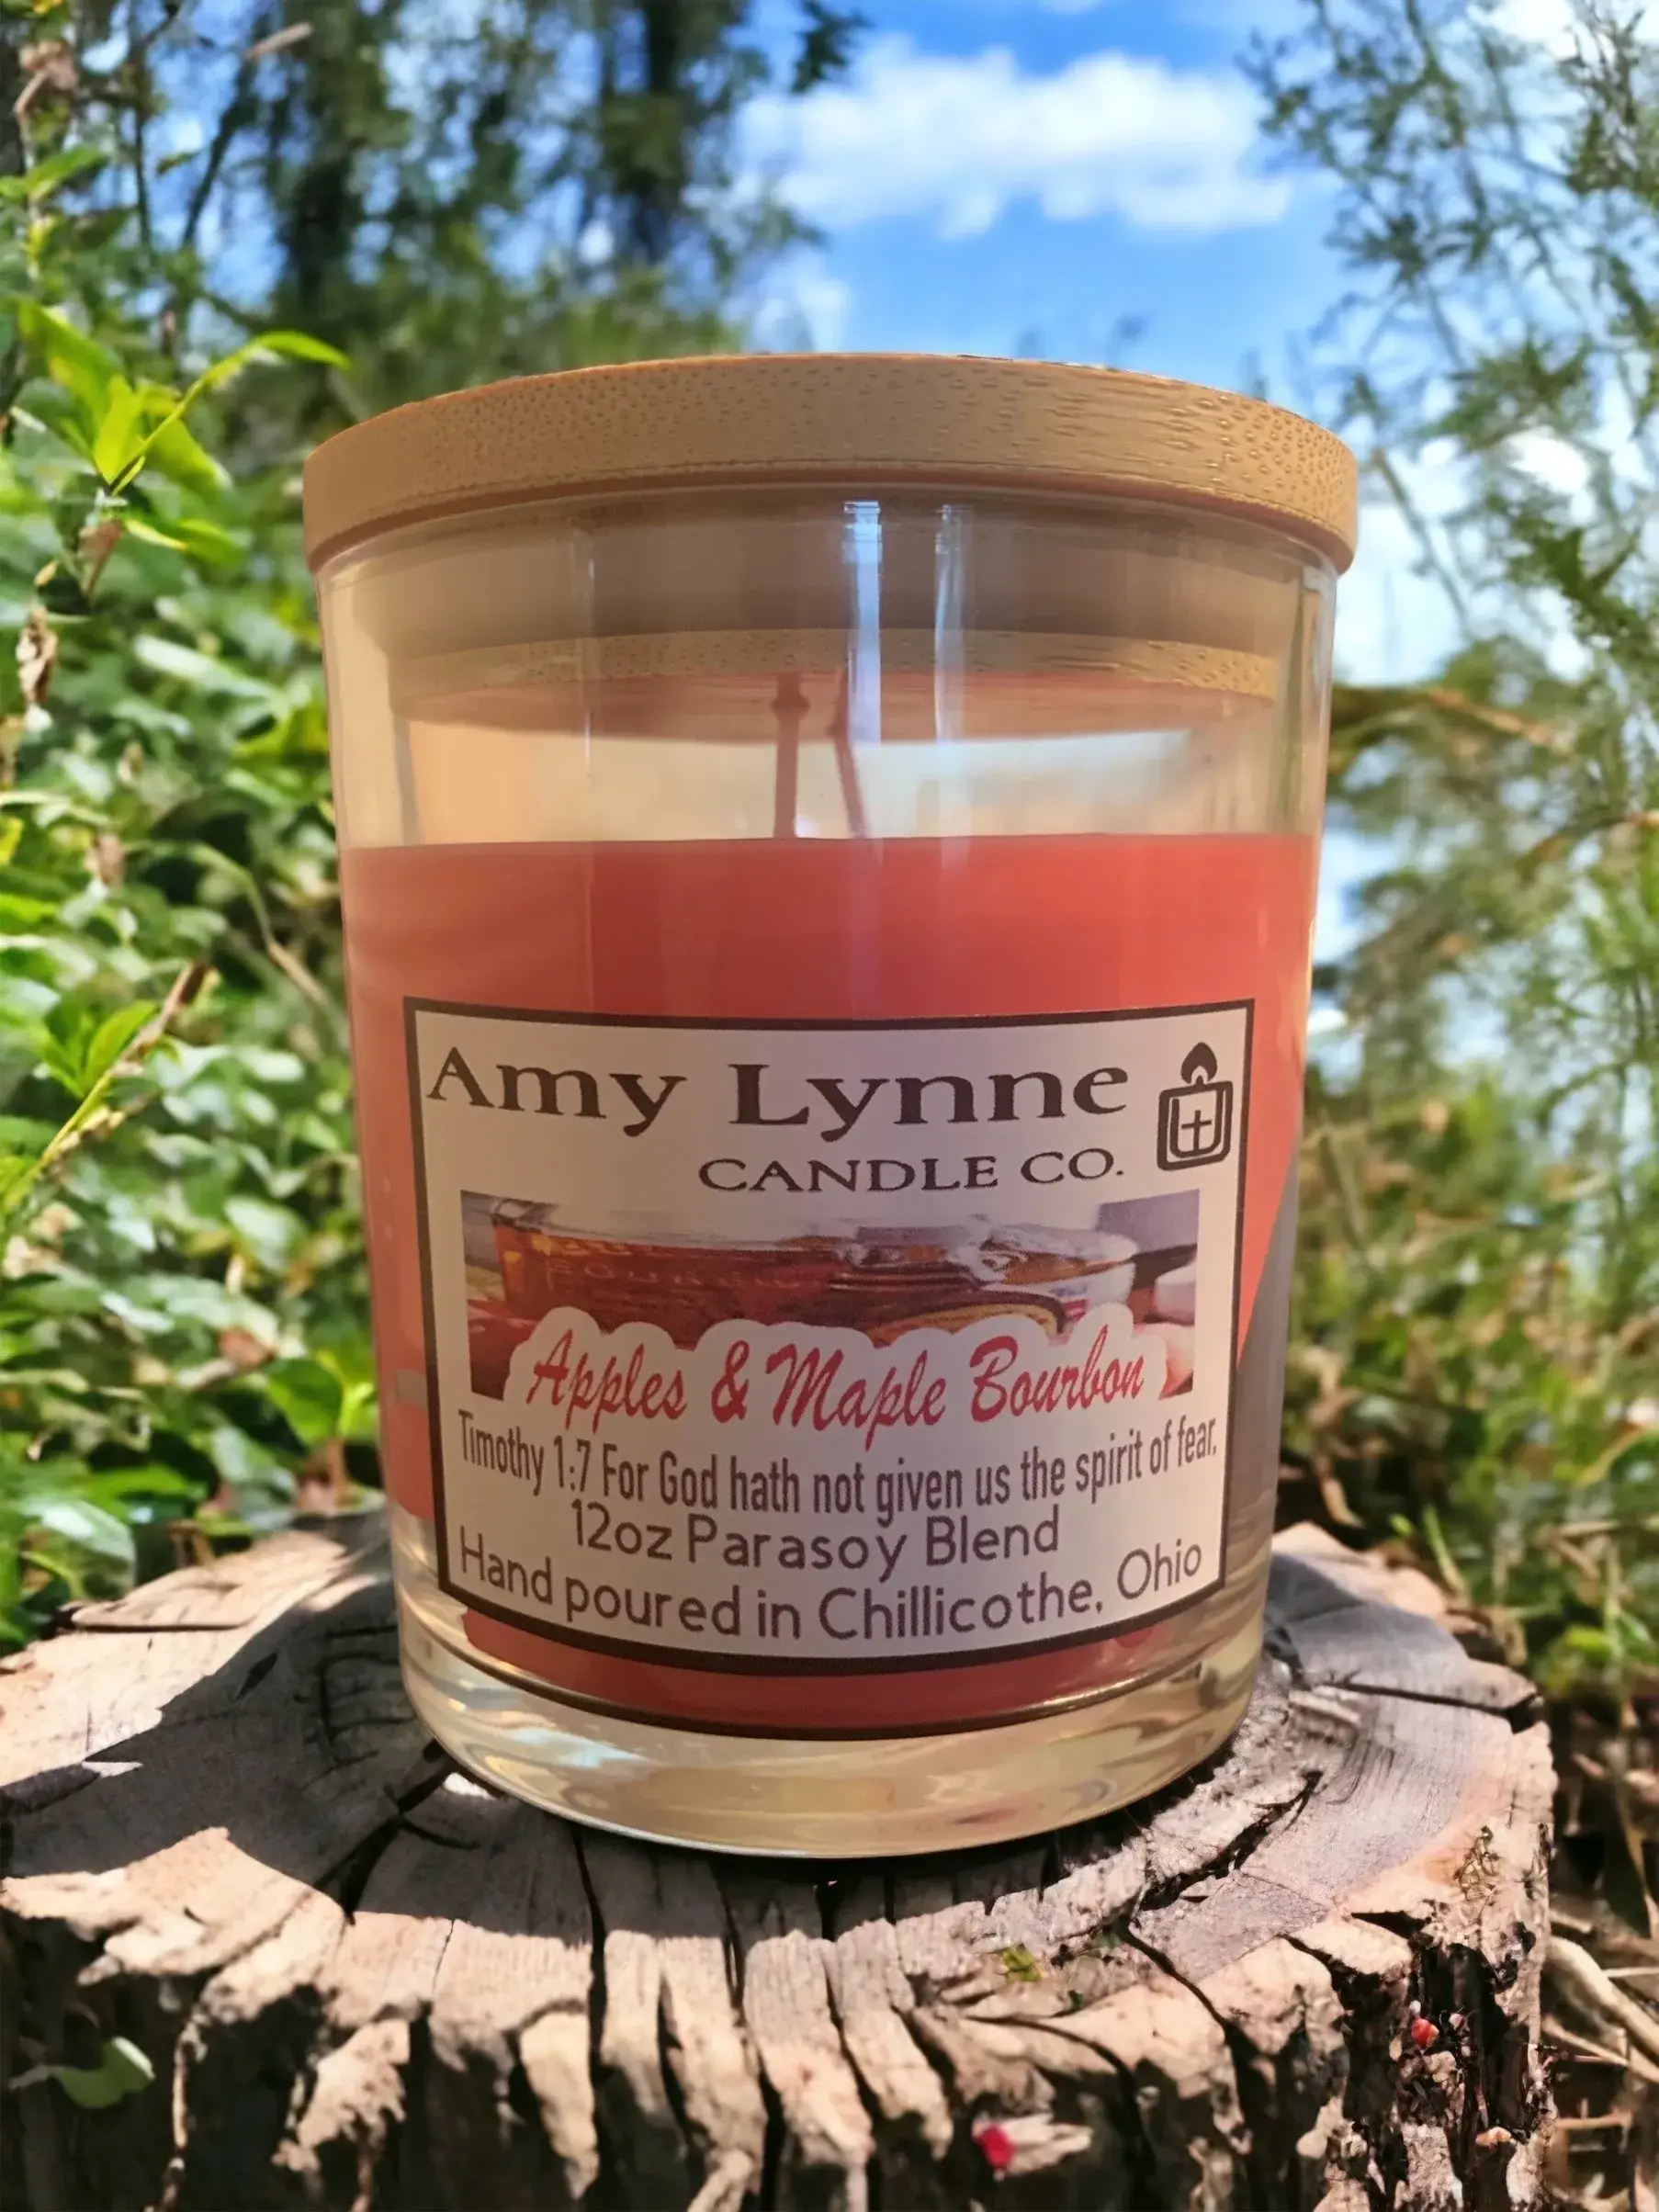 Amy Lynne
CANDLE CO.
BOURBON
Apples & Maple Bourbon
Timothy 1:7 For God hath not given us the spirit of fear.
12oz Parasoy Blend
Hand poured in Chillicothe, Ohio